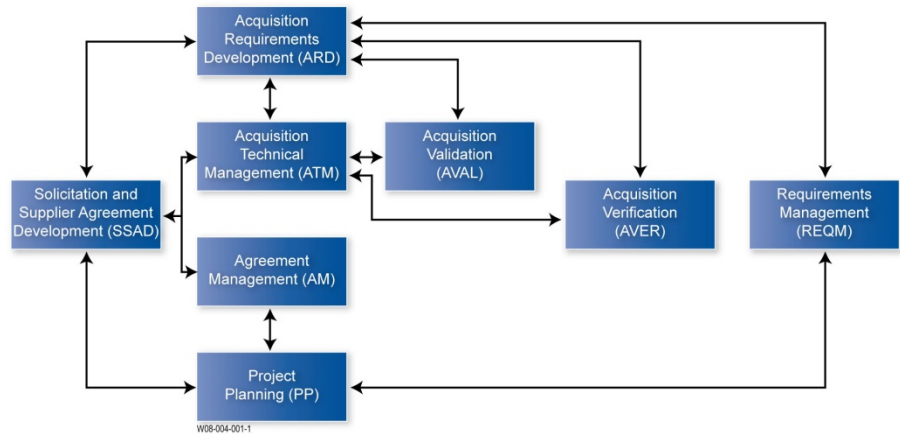 Acquisition
Requirements
Development (ARD)
Acquisition
Technical
Management (ATM)
Acquisition
Validation
(AVAL)
Solicitation and
Supplier Agreement
Development (SSAD)
Acquisition
Verification
(AVER)
Requirements
Management
(REQM)
Agreement
Management (AM)
Project
Planning (PP)
W08-004-001-1